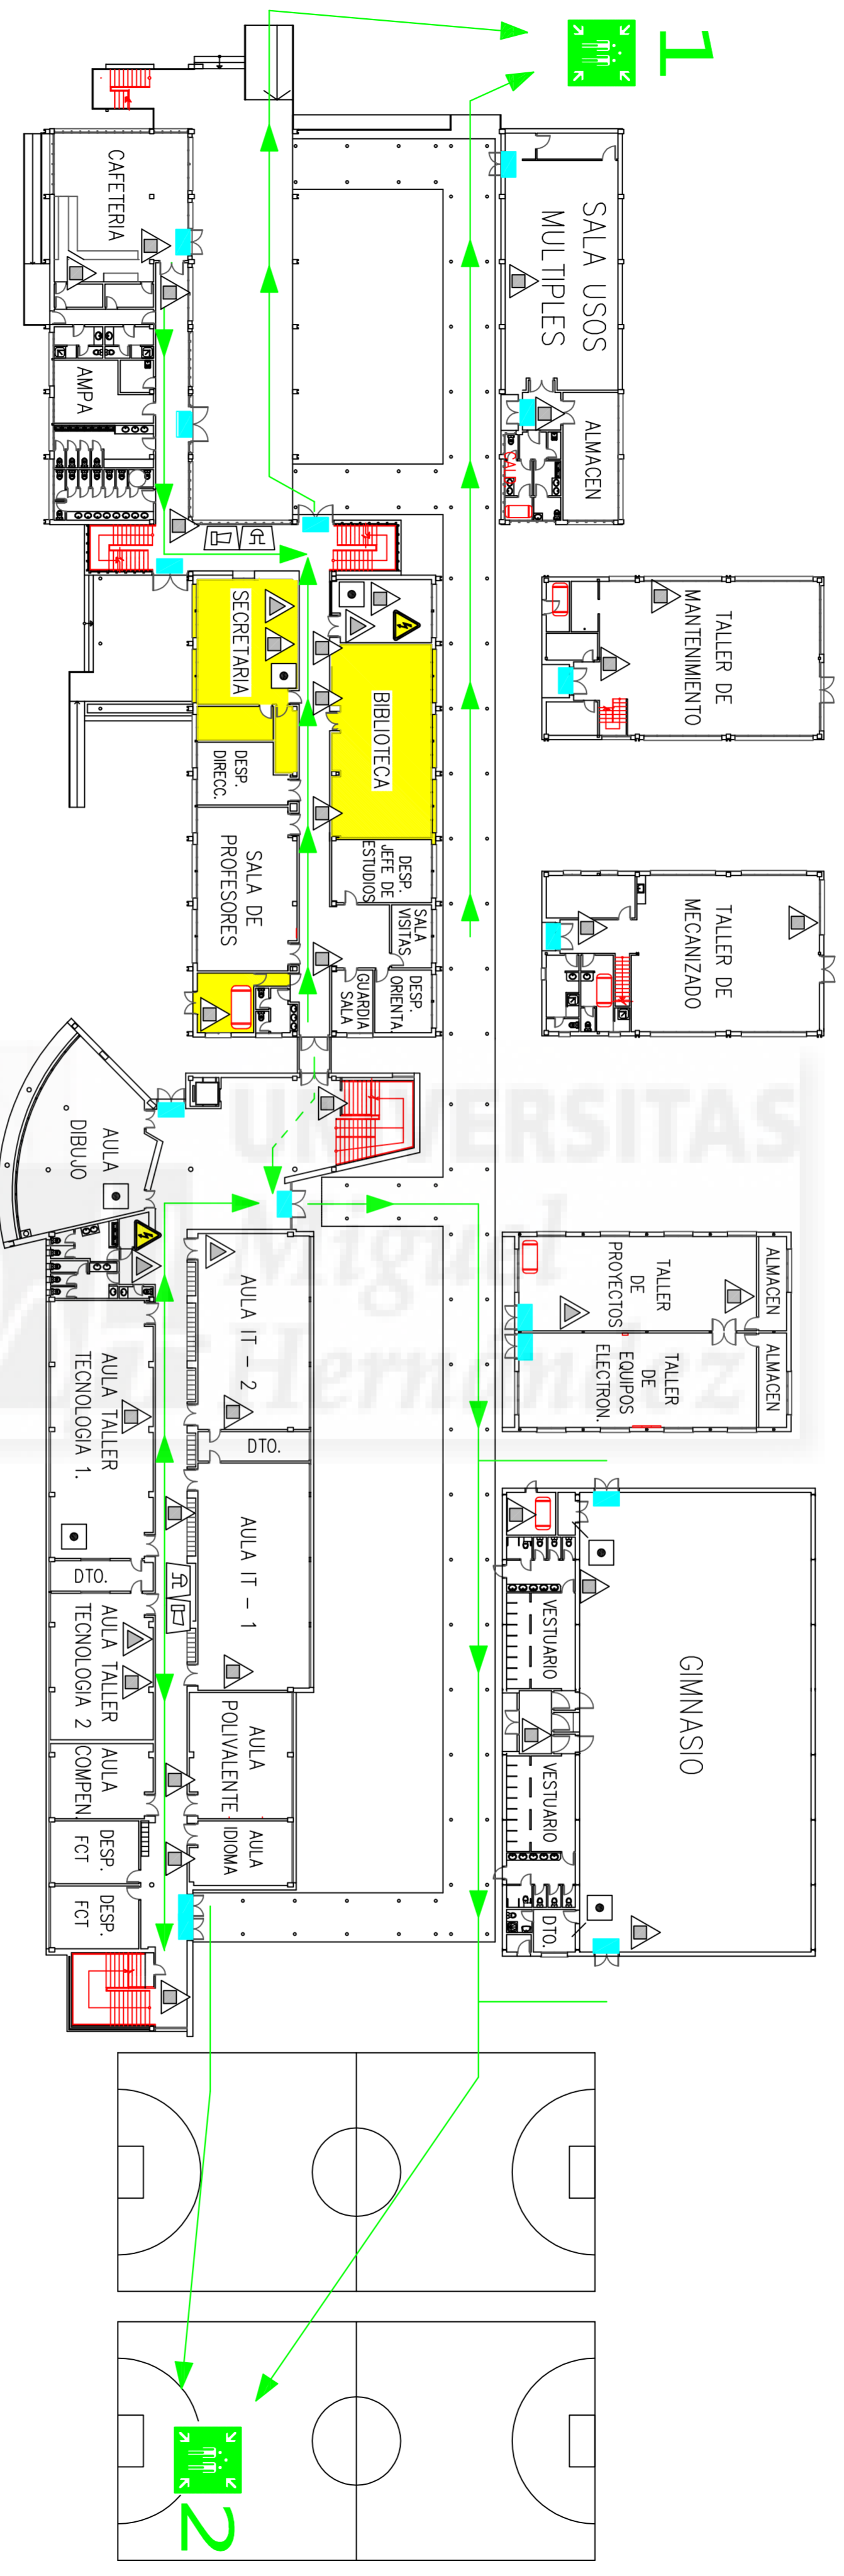 1
CAFETERIA
SALA USOS
MULTIPLES
AMPA
ALMACEN
SECRETARIA
BIBLIOTECA
TALLER DE
MANTENIMIENTO
DESP.
DIRECC.
SALA DE
PROFESORES
DESP.
JEFE DE
ESTUDIOS
SALA
VISITAS
GUARDIA
SALA
DESP.
ORIENTA.
TALLER DE
MECANIZADO
UNIVERSITAS
Miguel
Hernández
AULA
DIBUJO
AULA IT - 2
TALLER
DE
PROYECTOS
ALMACEN
TALLER
DE
EQUIPOS
ELECTRON.
ALMACEN
AULA TALLER
TECNOLOGIA 1.
DTO.
AULA IT - 1
DTO.
AULA TALLER
TECNOLOGIA 2
VESTUARIO
GIMNASIO
AULA
POLIVALENTE
AULA
COMPEN.
VESTUARIO
AULA
IDIOMA
DESP.
FCT
DESP.
FCT
DTO.
2